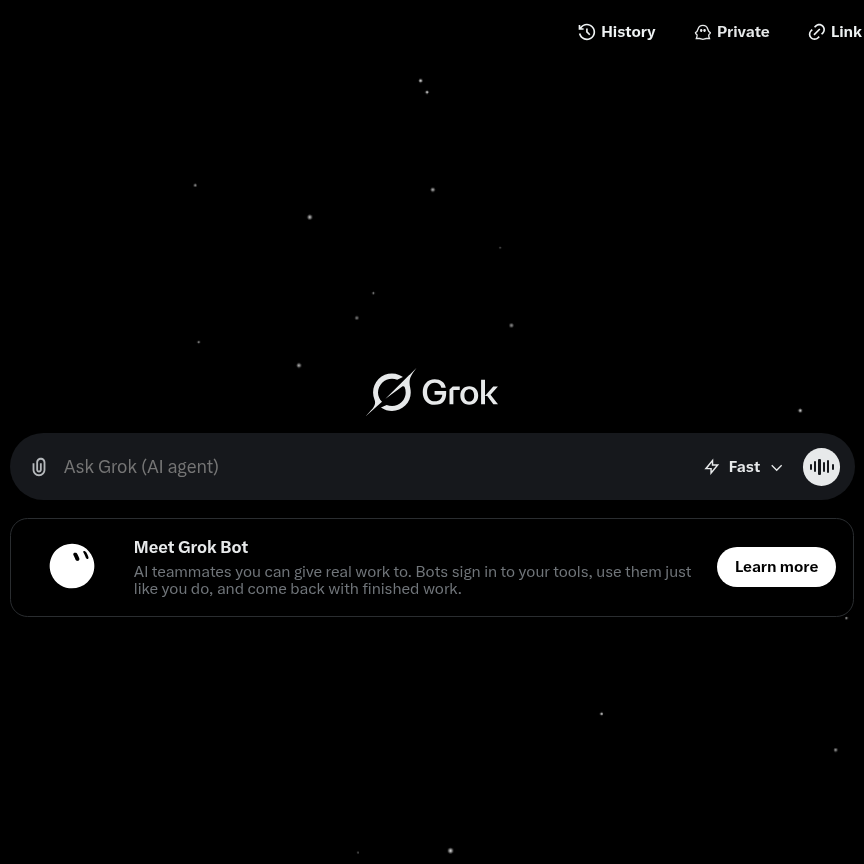 History
Private
Link
Grok
Ask Grok (AI agent)
Fast
Meet Grok Bot
AI teammates you can give real work to. Bots sign in to your tools, use them just
like you do, and come back with finished work.
Learn more